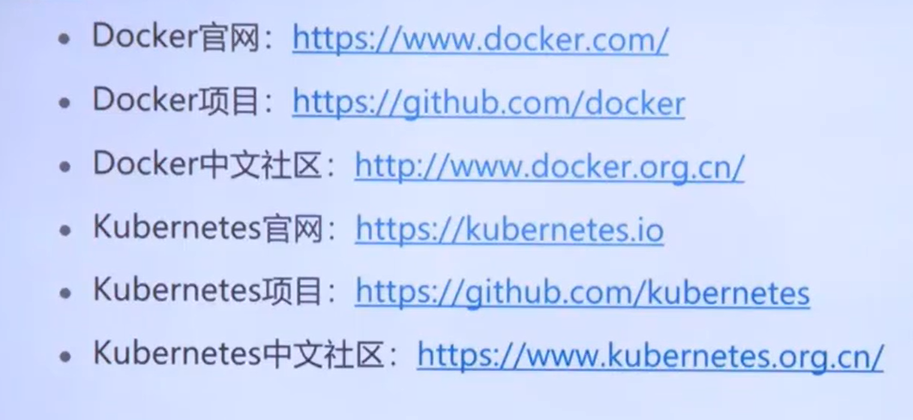 • Docker官网：https://www.docker.com/
• Docker项目：https://github.com/docker
• Docker中文社区：http://www.docker.org.cn/
• Kubernetes官网：https://kubernetes.io
• Kubernetes项目：https://github.com/kubernetes
• Kubernetes中文社区：https://www.kubernetes.org.cn/